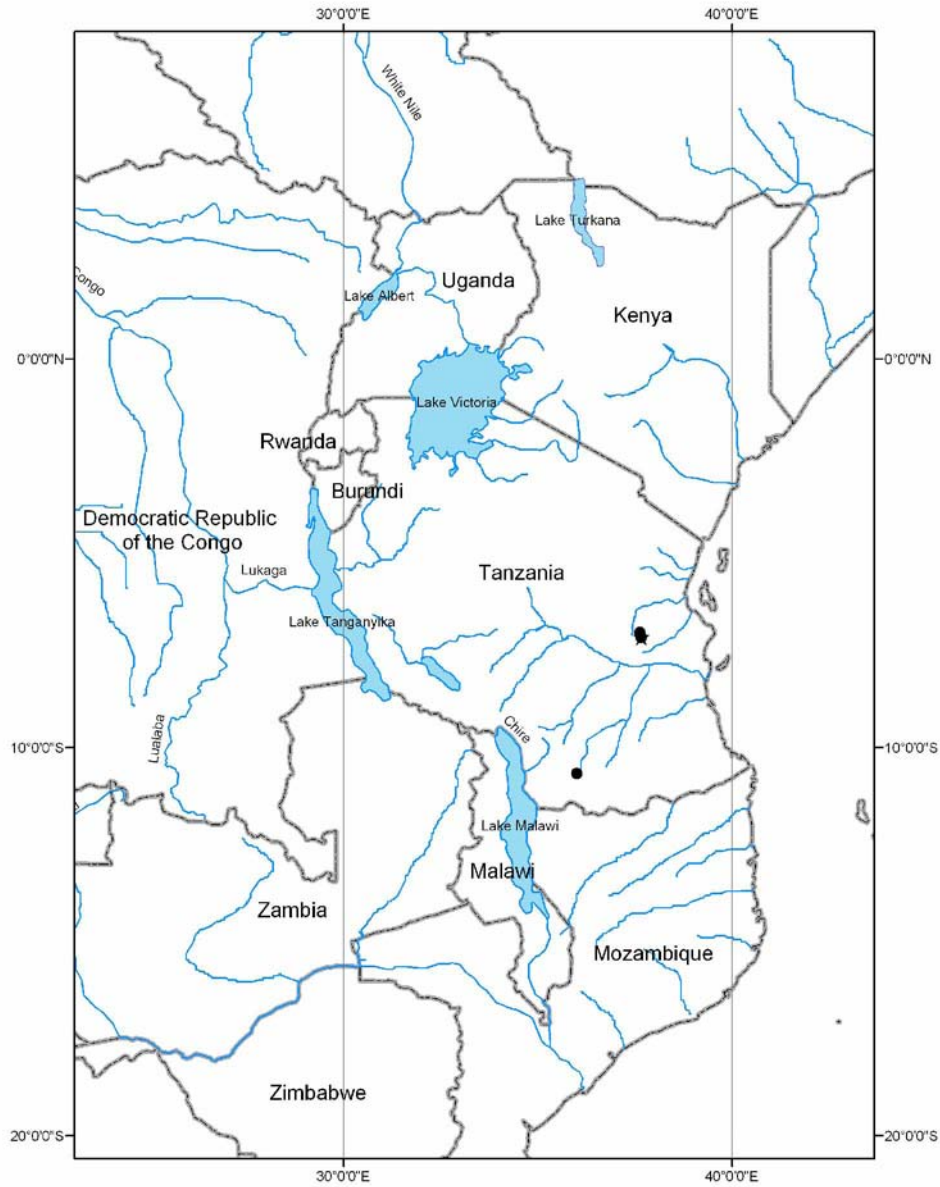 30°0'0"E
40°0'0"E
White Nile
Lake Turkana
Uganda
Congo
Lake Albert
Kenya
0°0'0"N
0°0'0"N
Lake Victoria
Rwanda
Burundi
Democratic Republic
of the Congo
Lukaga
Tanzania
Lake Tanganyika
Chire
Lualaba
10°0'0"S
10°0'0"S
Lake Malawi
Malawi
Zambia
Mozambique
Zimbabwe
20°0'0"S
20°0'0"S
30°0'0"E
40°0'0"E